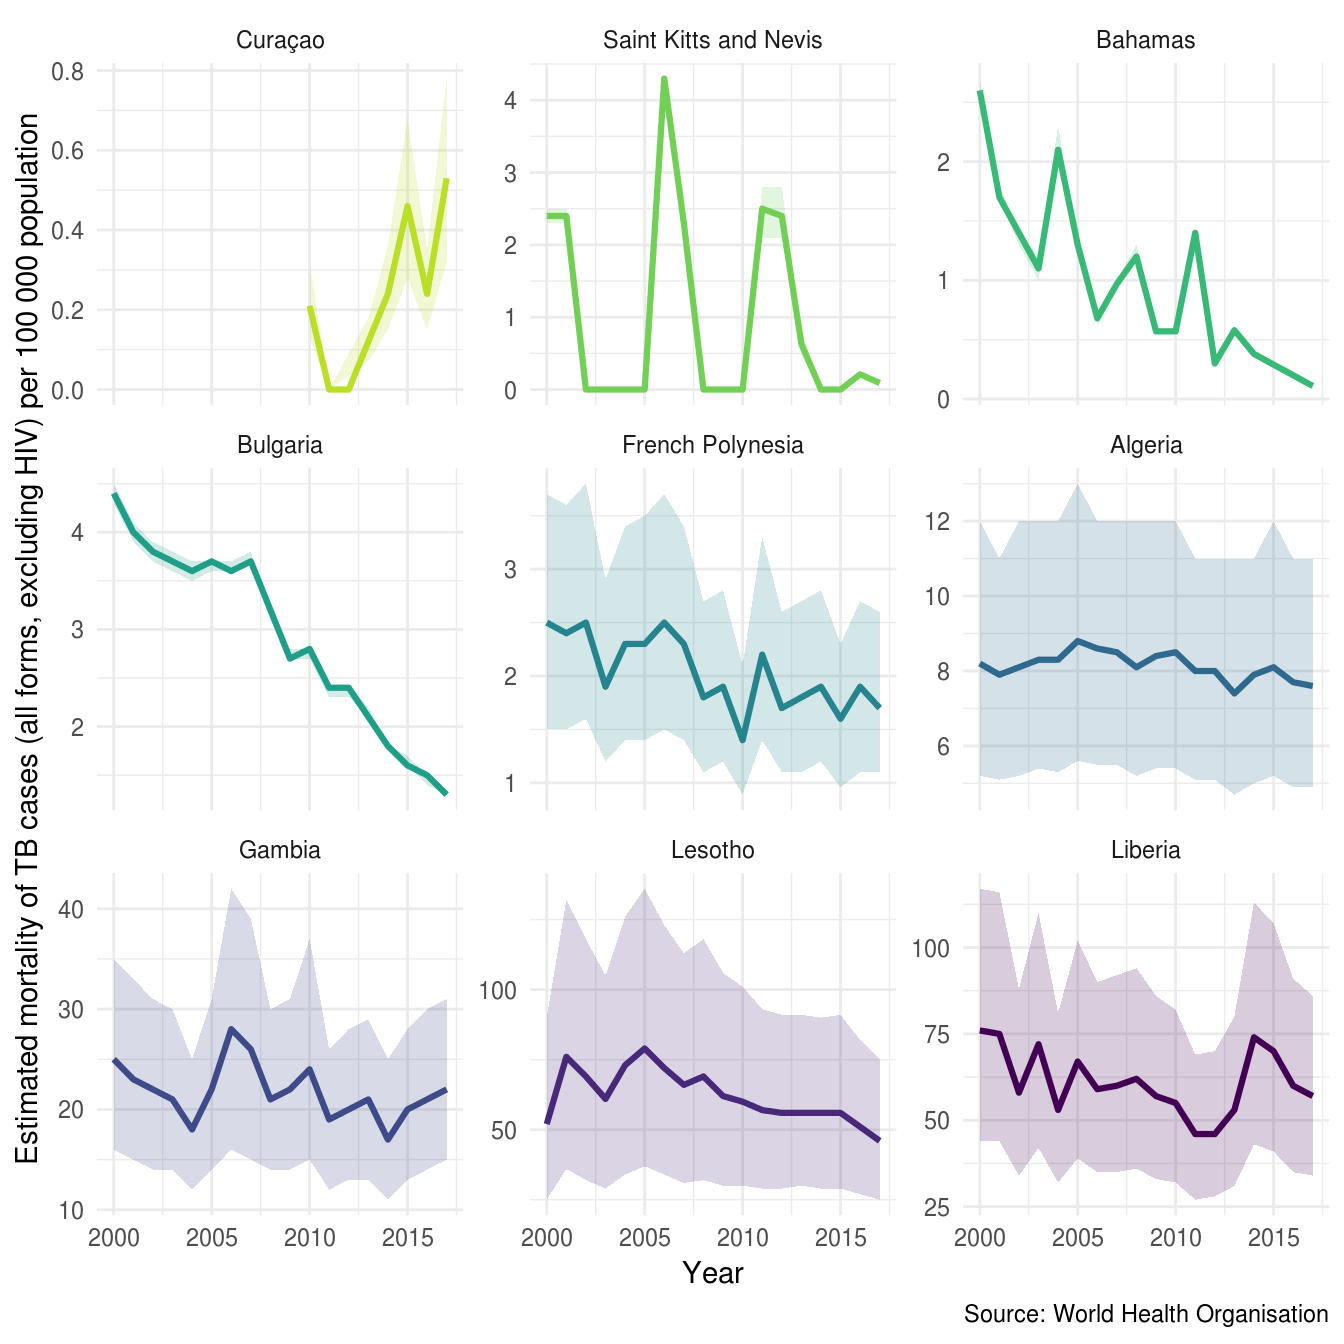 Estimated mortality of TB cases (all forms, excluding HIV) per 100 000 population
Curaçao
0.8
0.6
0.4
0.2
0.0
Saint Kitts and Nevis
4
3
2
1
0
Bahamas
2
1
0
Bulgaria
4
3
2
French Polynesia
3
2
1
Algeria
12
10
8
6
Gambia
40
30
20
10
2000 2005 2010 2015
Lesotho
100
50
2000 2005 2010 2015
Liberia
100
75
50
25
2000 2005 2010 2015
Year
Source: World Health Organisation